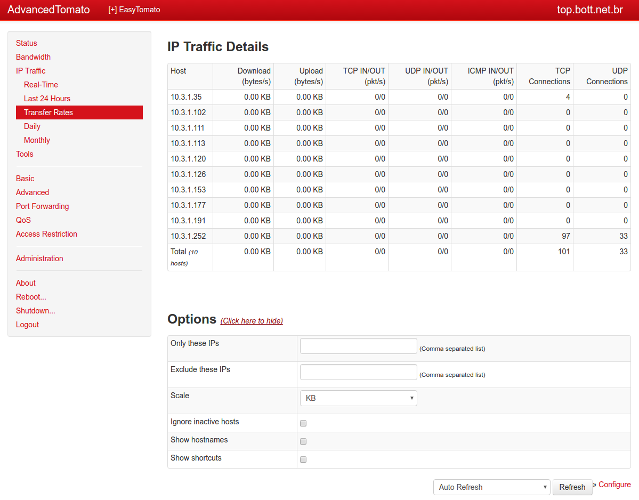 AdvancedTomato [+] EasyTomato top.bott.net.br
Status
Bandwidth
IP Traffic
Real-Time
Last 24 Hours
Transfer Rates
Daily
Monthly
Tools
Basic
Advanced
Port Forwarding
QoS
Access Restriction
Administration
About
Reboot...
Shutdown...
Logout
IP Traffic Details
Host Download Upload TCP IN/OUT UDP IN/OUT ICMP IN/OUT TCP UDP
(bytes/s) (bytes/s) (pkt/s) (pkt/s) (pkt/s) Connections Connections
10.3.1.35 0.00 KB 0.00 KB 0/0 0/0 0/0 4 0
10.3.1.102 0.00 KB 0.00 KB 0/0 0/0 0/0 0 0
10.3.1.111 0.00 KB 0.00 KB 0/0 0/0 0/0 0 0
10.3.1.113 0.00 KB 0.00 KB 0/0 0/0 0/0 0 0
10.3.1.120 0.00 KB 0.00 KB 0/0 0/0 0/0 0 0
10.3.1.126 0.00 KB 0.00 KB 0/0 0/0 0/0 0 0
10.3.1.153 0.00 KB 0.00 KB 0/0 0/0 0/0 0 0
10.3.1.177 0.00 KB 0.00 KB 0/0 0/0 0/0 0 0
10.3.1.191 0.00 KB 0.00 KB 0/0 0/0 0/0 0 0
10.3.1.252 0.00 KB 0.00 KB 0/0 0/0 0/0 97 33
Total (10 0.00 KB 0.00 KB 0/0 0/0 0/0 101 33
hosts)
Options (Click here to hide)
Only these IPs (Comma separated list)
Exclude these IPs (Comma separated list)
Scale KB
Ignore inactive hosts
Show hostnames
Show shortcuts
Auto Refresh Refresh » Configure